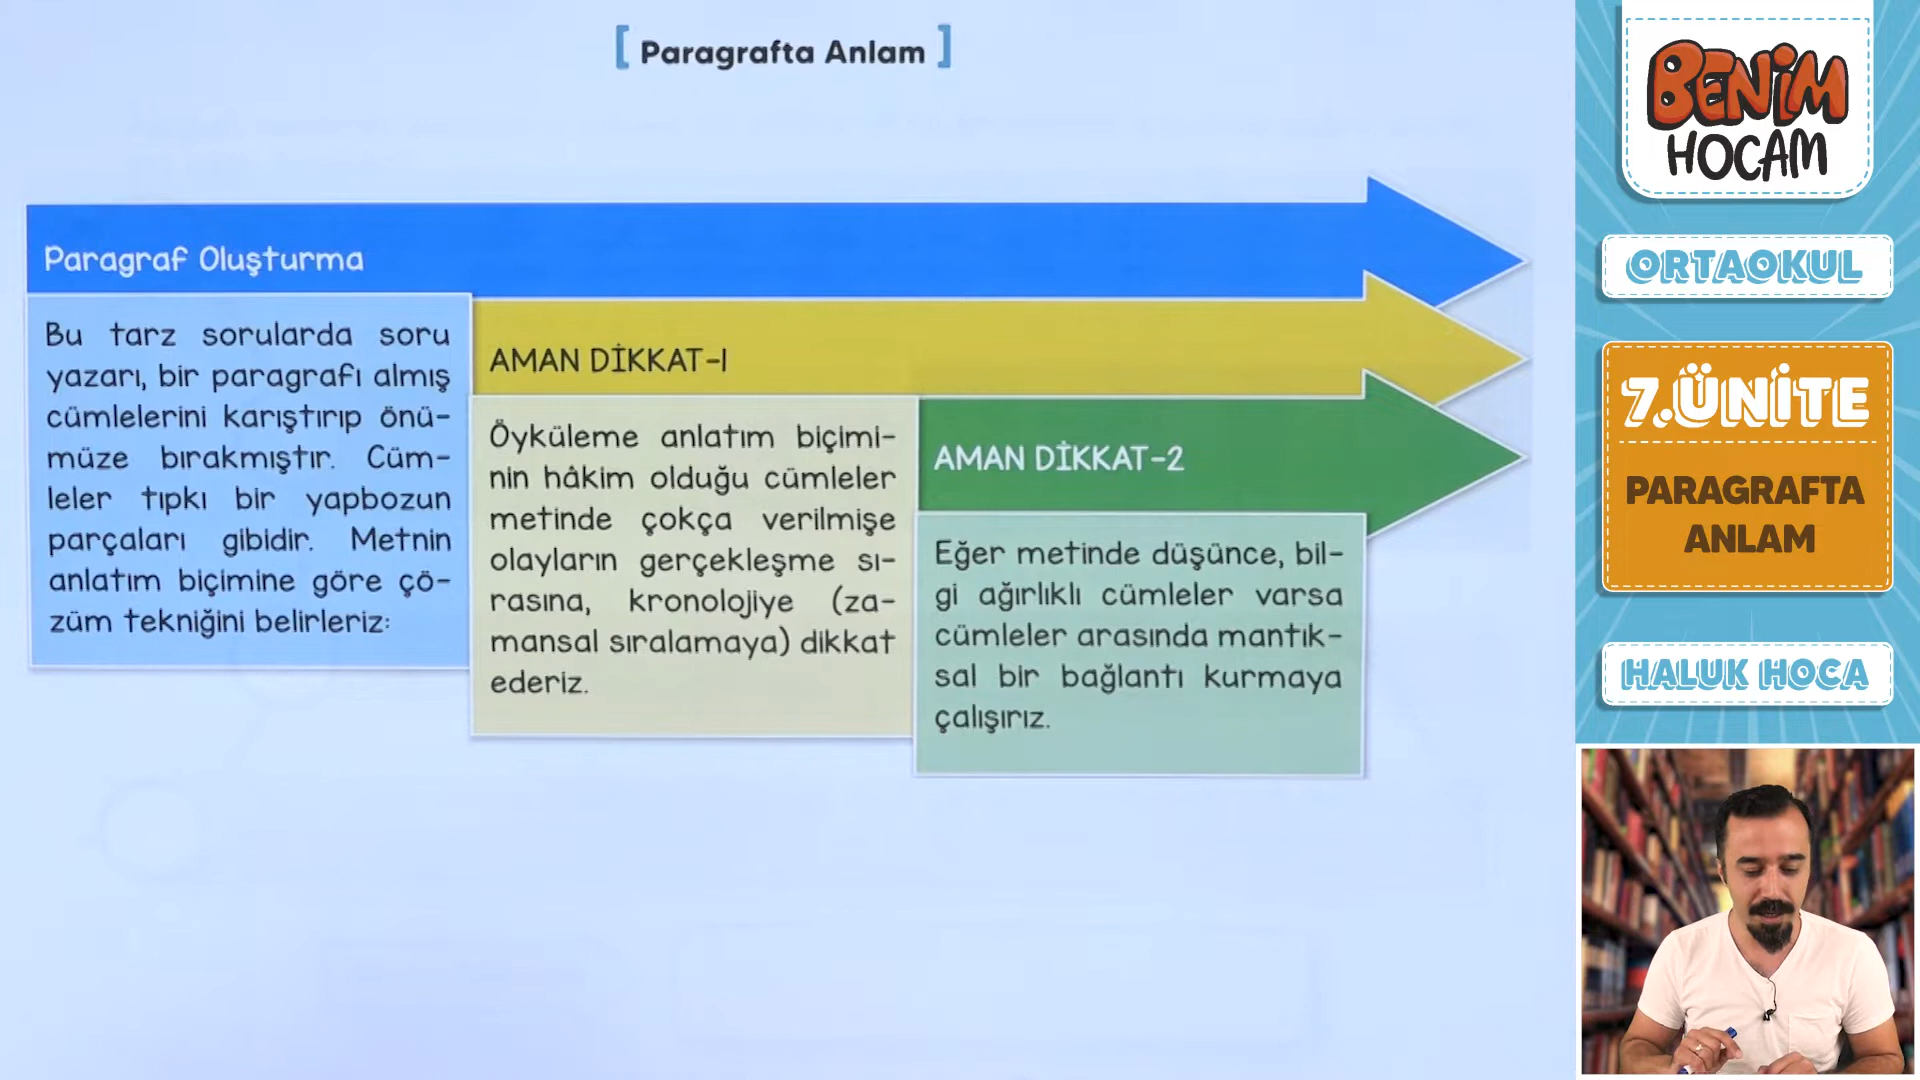 [ Paragrafta Anlam ]
Paragraf Oluşturma
Bu tarz sorularda soru
yazarı, bir paragrafı almış
cümlelerini karıştırıp önü-
müze bırakmıştır. Cüm-
leler tıpkı bir yapbozun
parçaları gibidir. Metnin
anlatım biçimine göre çö-
züm tekniğini belirleriz:
AMAN DİKKAT-1
Öyküleme anlatım biçimi-
nin hâkim olduğu cümleler
metinde çokça verilmişe
olayların gerçekleşme sı-
rasına, kronolojiye (za-
mansal sıralamaya) dikkat
ederiz.
AMAN DİKKAT-2
Eğer metinde düşünce, bil-
gi ağırlıklı cümleler varsa
cümleler arasında mantık-
sal bir bağlantı kurmaya
çalışırız.
BENİM
HOCAM
ORTAOKUL
7.ÜNİTE
PARAGRAFTA
ANLAM
HALUK HOCA